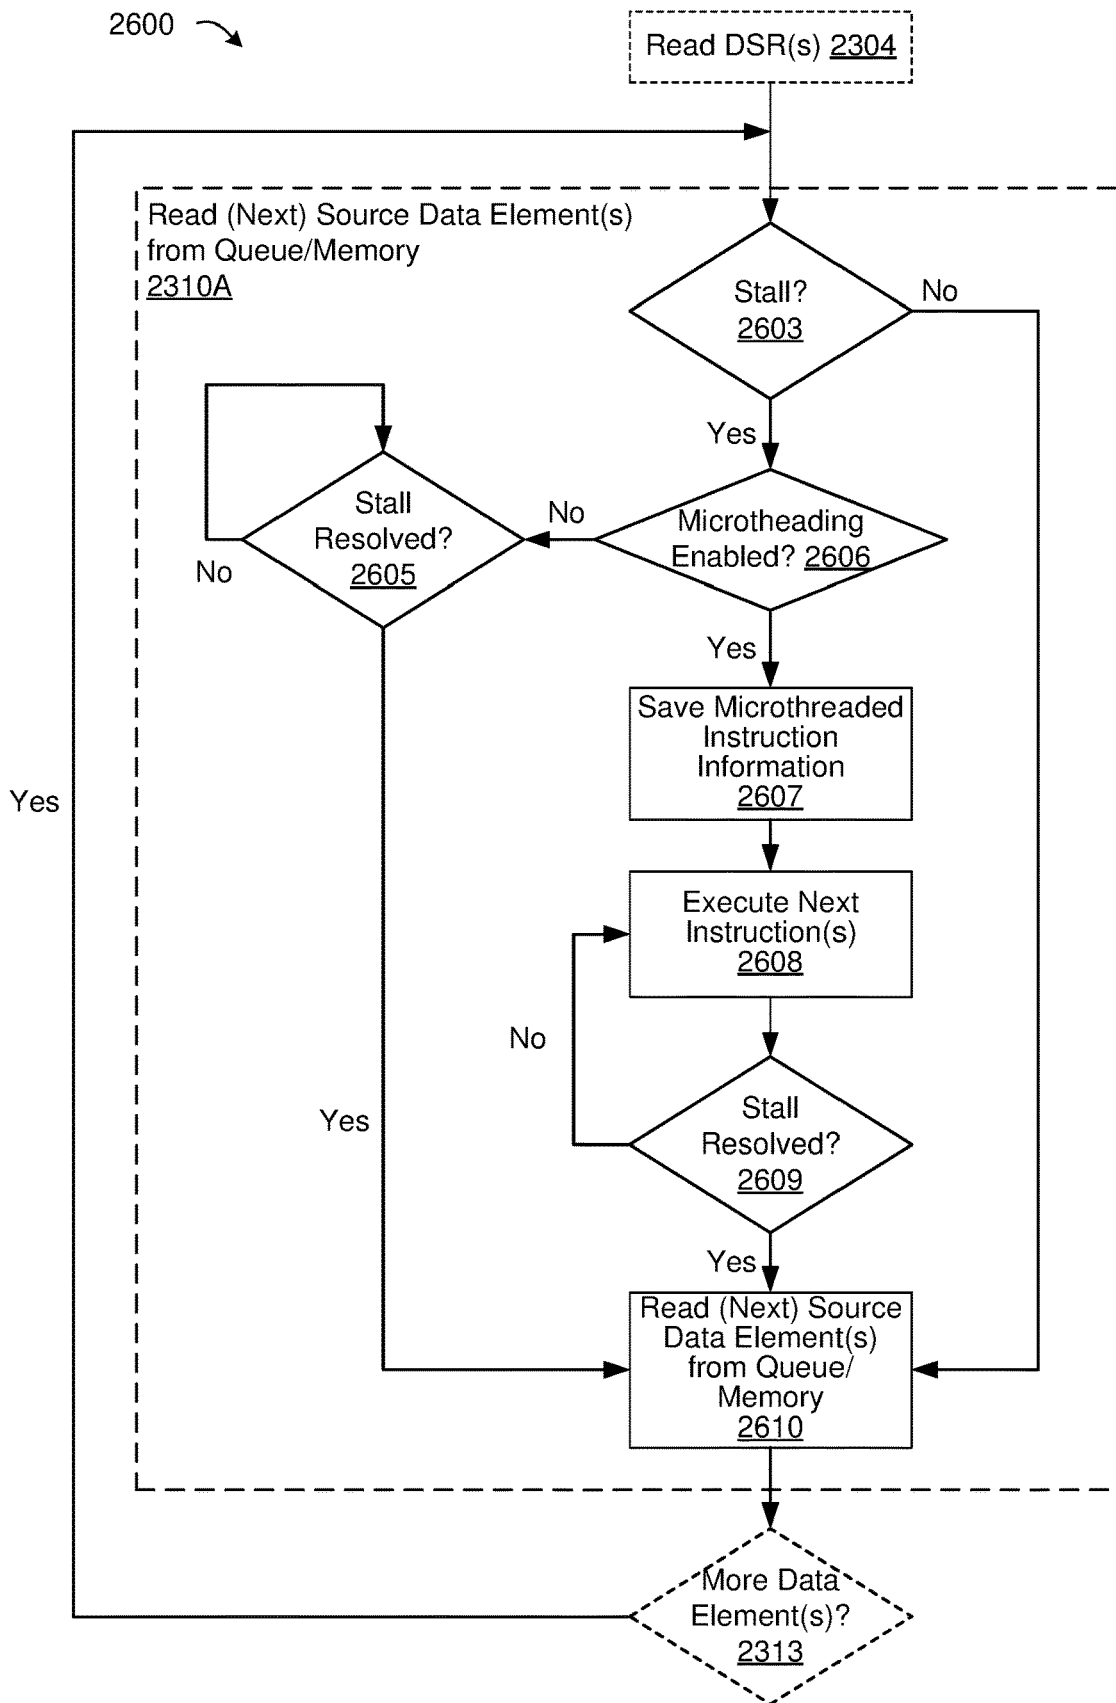 2600
Read DSR(s) 2304
Read (Next) Source Data Element(s)
from Queue/Memory
2310A
Stall?
2603
No
Yes
Stall
Resolved?
2605
No
No
Microtheading
Enabled? 2606
Yes
Save Microthreaded
Instruction
Information
2607
Yes
Execute Next
Instruction(s)
2608
No
Stall
Resolved?
2609
Yes
Yes
Read (Next) Source
Data Element(s)
from Queue/
Memory
2610
More Data
Element(s)?
2313